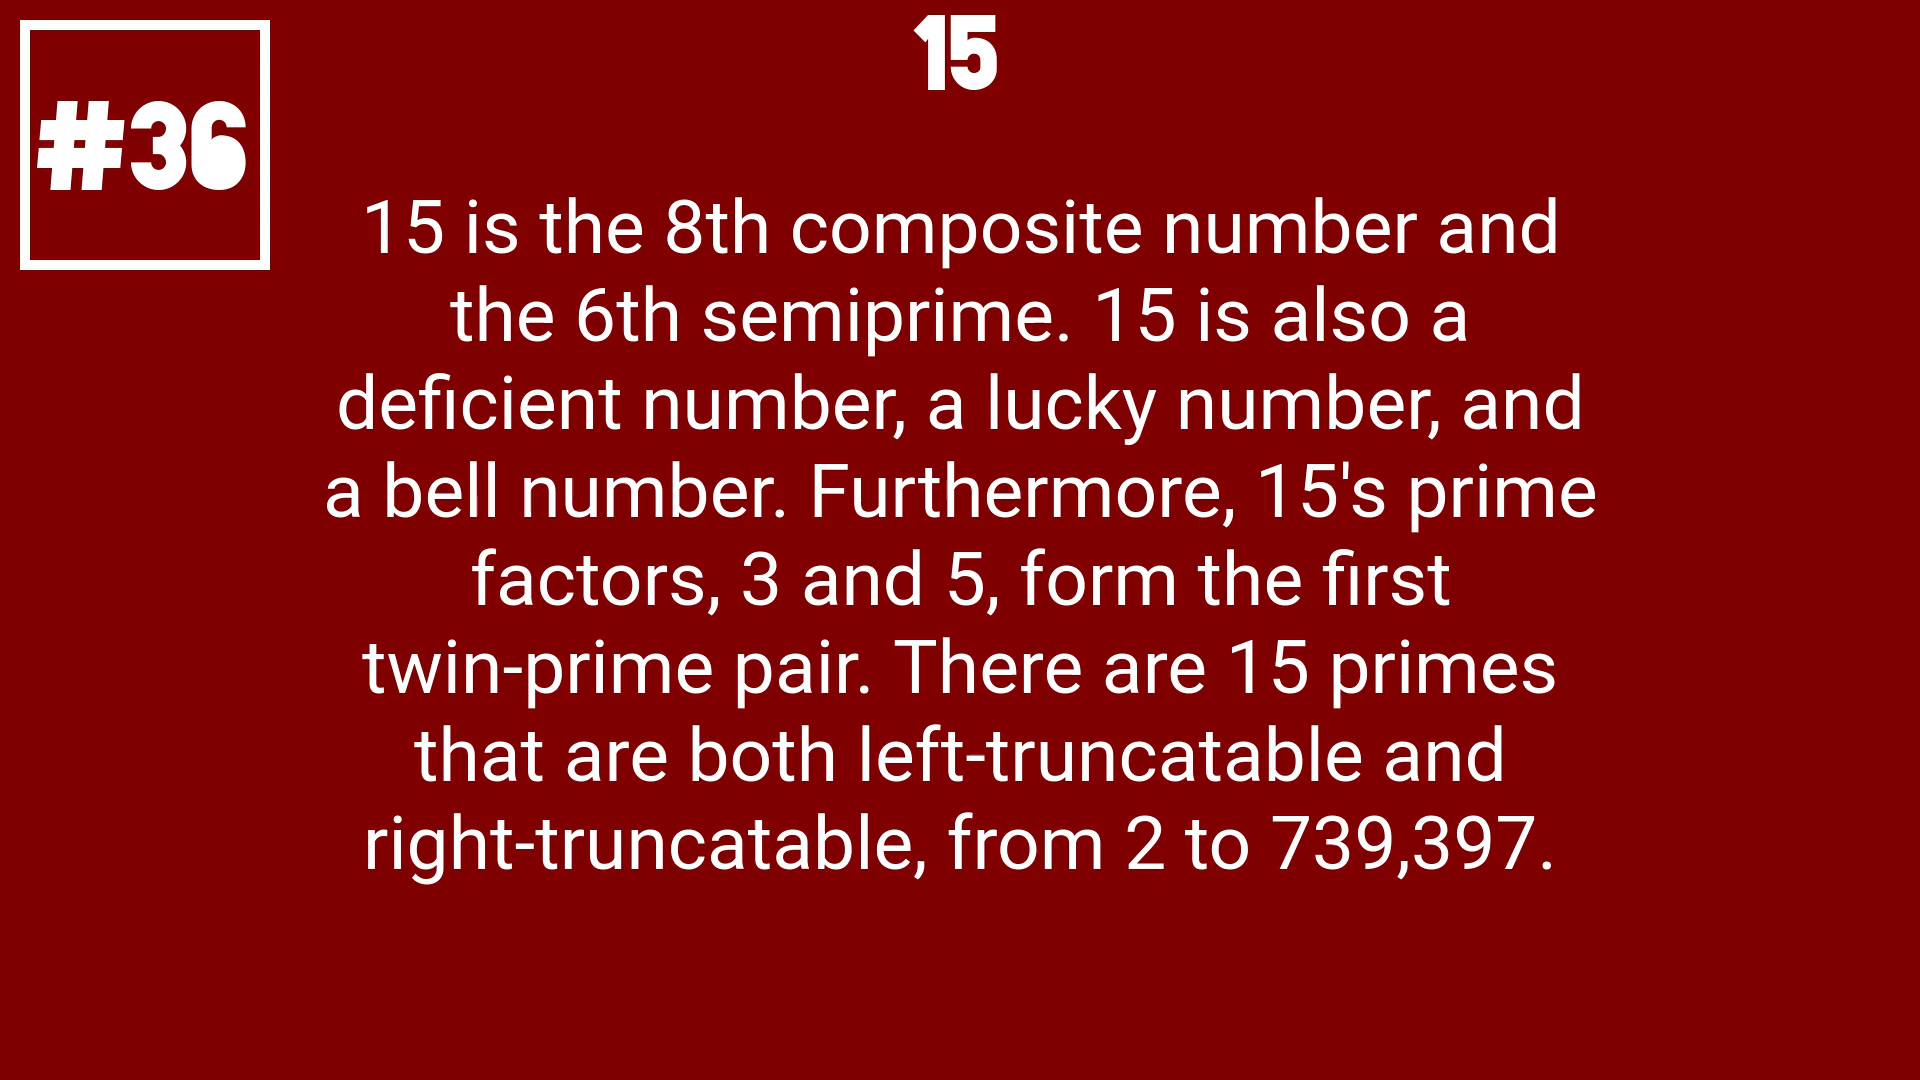 #36
15
15 is the 8th composite number and
the 6th semiprime. 15 is also a
deficient number, a lucky number, and
a bell number. Furthermore, 15's prime
factors, 3 and 5, form the first
twin-prime pair. There are 15 primes
that are both left-truncatable and
right-truncatable, from 2 to 739,397.